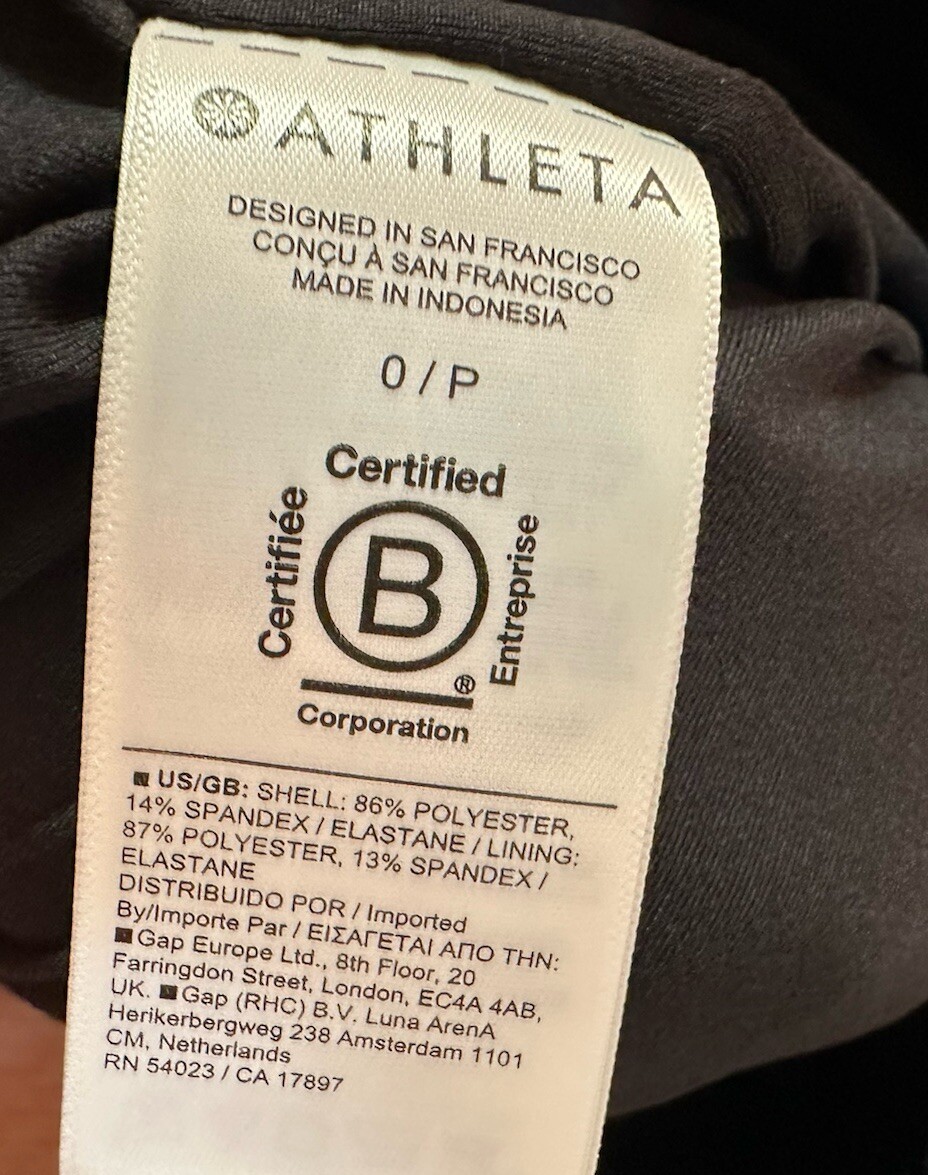 ATHLETA
DESIGNED IN SAN FRANCISCO
CONÇU À SAN FRANCISCO
MADE IN INDONESIA
0 / P
Certified
Certifiée
B
Entreprise
®
Corporation
US/GB: SHELL: 86% POLYESTER,
14% SPANDEX / ELASTANE / LINING:
87% POLYESTER, 13% SPANDEX /
ELASTANE
DISTRIBUIDO POR / Imported
By/Importe Par / ΕΙΣΑΓΕΤΑΙ ΑΠΟ ΤΗΝ:
Gap Europe Ltd., 8th Floor, 20
Farringdon Street, London, EC4A 4AB,
UK. Gap (RHC) B.V. Luna ArenA
Herikerbergweg 238 Amsterdam 1101
CM, Netherlands
RN 54023 / CA 17897